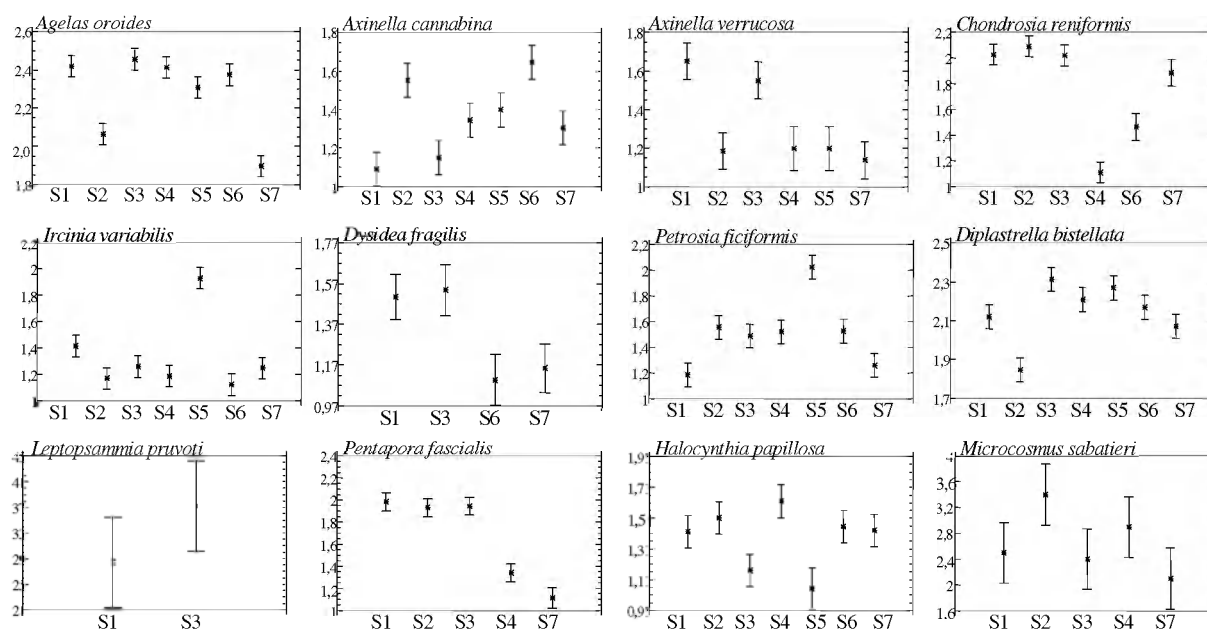 Agelas oroides
2,6
2,4
2,2
2,0
1,8
S1 S2 S3 S4 S5 S6 S7
Axinella cannabina
1,8
1,6
1,4
1,2
1
S1 S2 S3 S4 S5 S6 S7
Axinella verrucosa
1,8
1,6
1,4
1,2
1
S1 S2 S3 S4 S5 S6 S7
Chondrosia reniformis
2,2
2
1,8
1,6
1,4
1,2
1
S1 S2 S3 S4 S6 S7
Ircinia variabilis
2,2
2
1,8
1,6
1,4
1,2
1
S1 S2 S3 S4 S5 S6 S7
Dysidea fragilis
1,77
1,57
1,37
1,17
0,97
S1 S3 S6 S7
Petrosia ficiformis
2,2
2
1,8
1,6
1,4
1,2
1
S1 S2 S3 S4 S5 S6 S7
Diplastrella bistellata
2,5
2,3
2,1
1,9
1,7
S1 S2 S3 S4 S5 S6 S7
Leptopsammia pruvoti
S1 S3
Pentapora fascialis
2,4
2,2
2
1,8
1,6
1,4
1,2
1
S1 S2 S3 S4 S7
Halocynthia papillosa
1,9
1,7
1,5
1,3
1,1
0,9
S1 S2 S3 S4 S5 S6 S7
Microcosmus sabatieri
3,6
3,2
2,8
2,4
2
1.6
S1 S2 S3 S4 S7